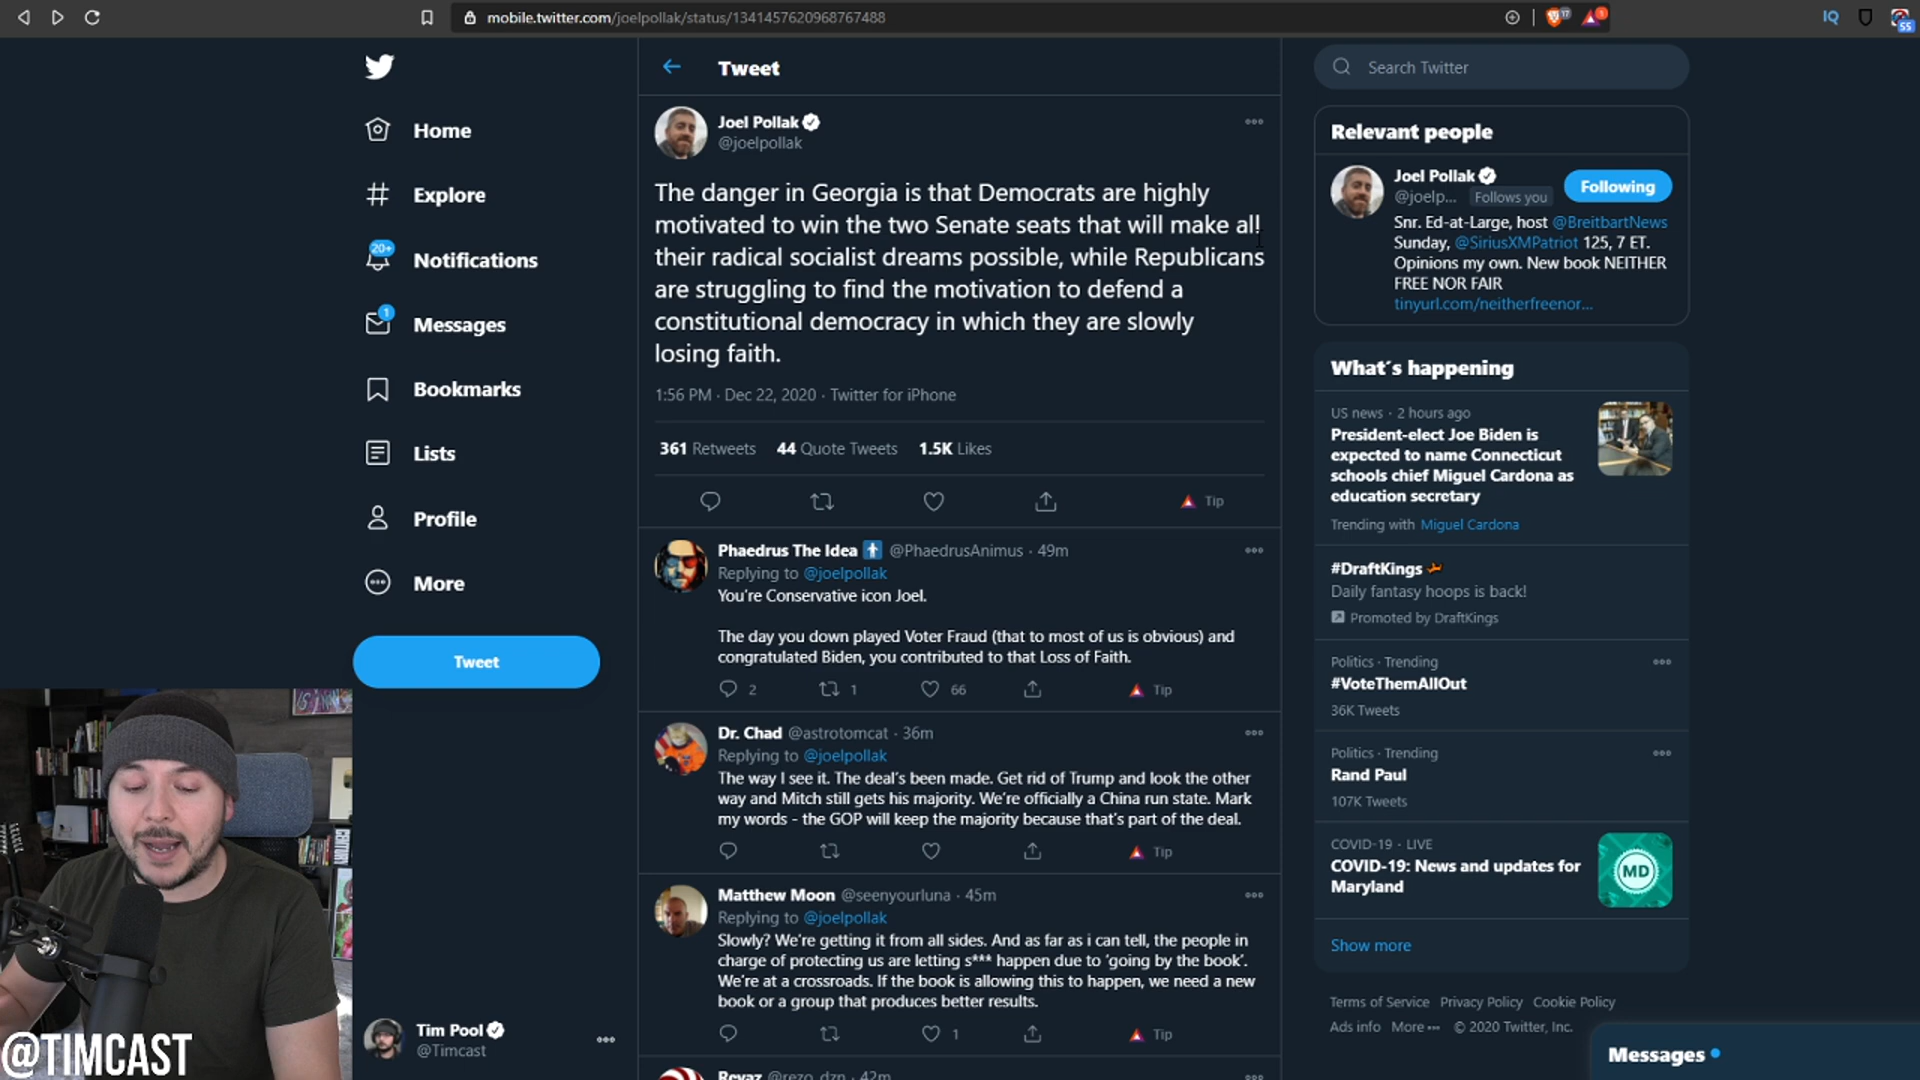 mobile.twitter.com/joelpollak/status/1341457620968767488
17
1
IQ
55
Home
Explore
20+
Notifications
1
Messages
Bookmarks
Lists
Profile
More
Tweet
Tim Pool
@Timcast
@TIMCAST
Tweet
Joel Pollak
@joelpollak
The danger in Georgia is that Democrats are highly
motivated to win the two Senate seats that will make all
their radical socialist dreams possible, while Republicans
are struggling to find the motivation to defend a
constitutional democracy in which they are slowly
losing faith.
1:56 PM · Dec 22, 2020 · Twitter for iPhone
361 Retweets 44 Quote Tweets 1.5K Likes
Tip
Phaedrus The Idea @PhaedrusAnimus · 49m
Replying to @joelpollak
You're Conservative icon Joel.
The day you down played Voter Fraud (that to most of us is obvious) and
congratulated Biden, you contributed to that Loss of Faith.
2 1 66 Tip
Dr. Chad @astrotomcat · 36m
Replying to @joelpollak
The way I see it. The deal's been made. Get rid of Trump and look the other
way and Mitch still gets his majority. We're officially a China run state. Mark
my words - the GOP will keep the majority because that's part of the deal.
Tip
Matthew Moon @seenyourluna · 45m
Replying to @joelpollak
Slowly? We're getting it from all sides. And as far as i can tell, the people in
charge of protecting us are letting s*** happen due to 'going by the book'.
We're at a crossroads. If the book is allowing this to happen, we need a new
book or a group that produces better results.
1 Tip
Revaz @rezo_dzn · 42m
Search Twitter
Relevant people
Joel Pollak
@joelp... Follows you
Following
Snr. Ed-at-Large, host @BreitbartNews
Sunday, @SiriusXMPatriot 125, 7 ET.
Opinions my own. New book NEITHER
FREE NOR FAIR
tinyurl.com/neitherfreenor...
What's happening
US news · 2 hours ago
President-elect Joe Biden is
expected to name Connecticut
schools chief Miguel Cardona as
education secretary
Trending with Miguel Cardona
#DraftKings
Daily fantasy hoops is back!
Promoted by DraftKings
Politics · Trending
#VoteThemAllOut
36K Tweets
Politics · Trending
Rand Paul
107K Tweets
COVID-19 · LIVE
COVID-19: News and updates for
Maryland
MD
Show more
Terms of Service Privacy Policy Cookie Policy
Ads info More ··· © 2020 Twitter, Inc.
Messages